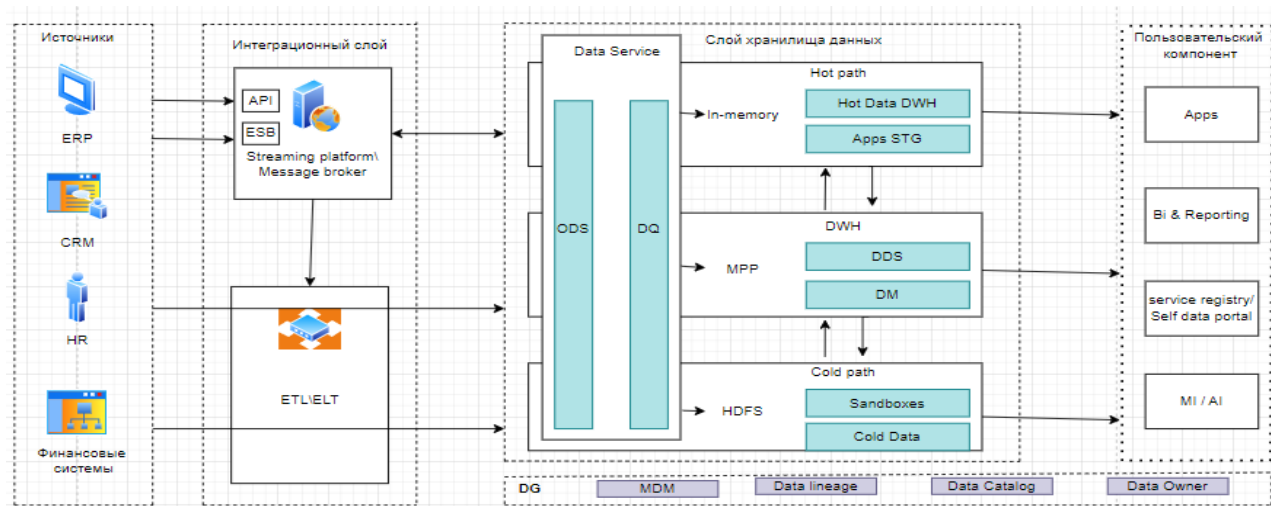 Источники
ERP
CRM
HR
Финансовые
системы
Интеграционный слой
API
ESB
Streaming platform\
Message broker
ETL\ELT
Слой хранилища данных
Data Service
ODS
DQ
Hot path
In-memory
Hot Data DWH
Apps STG
DWH
MPP
DDS
DM
Cold path
HDFS
Sandboxes
Cold Data
Пользовательский
компонент
Apps
Bi & Reporting
service registry/
Self data portal
MI / AI
DG
MDM
Data lineage
Data Catalog
Data Owner